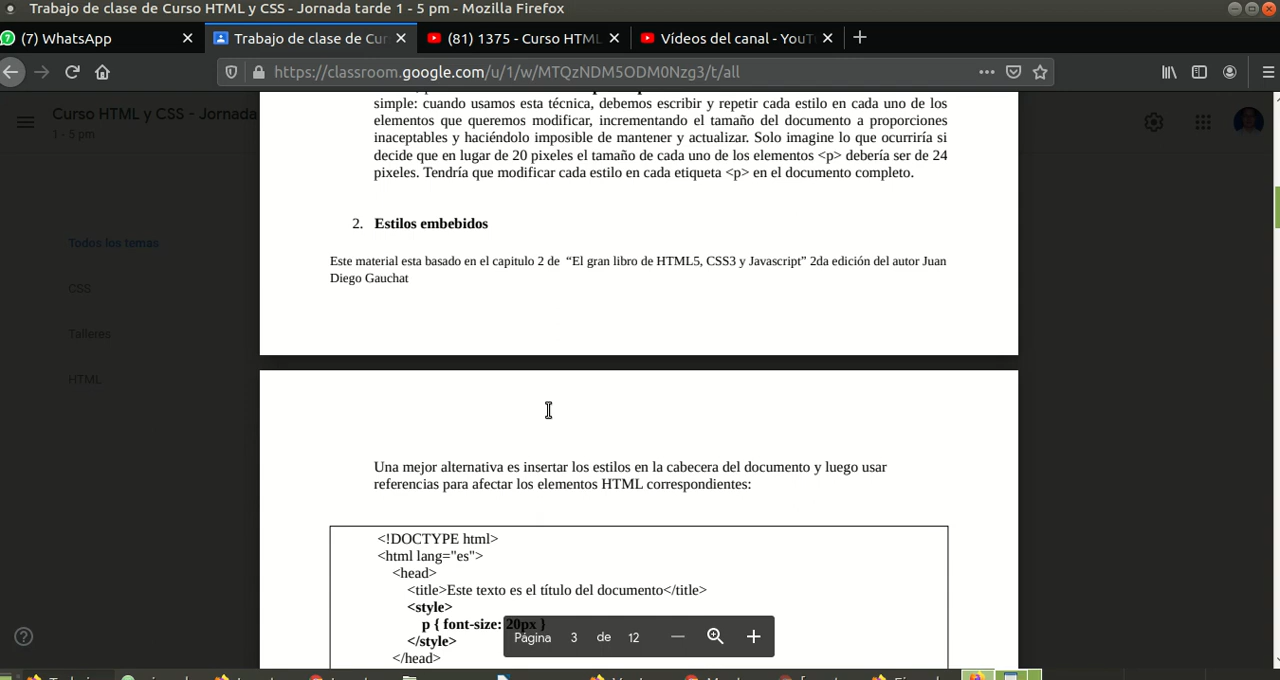 Trabajo de clase de Curso HTML y CSS - Jornada tarde 1 - 5 pm - Mozilla Firefox
(7) WhatsApp
Trabajo de clase de Cur
(81) 1375 - Curso HTML
Vídeos del canal - YouT
https://classroom.google.com/u/1/w/MTQzNDM5ODM0Nzg3/t/all
Curso HTML y CSS - Jornada
1 - 5 pm
simple: cuando usamos esta técnica, debemos escribir y repetir cada estilo en cada uno de los
elementos que queremos modificar, incrementando el tamaño del documento a proporciones
inaceptables y haciéndolo imposible de mantener y actualizar. Solo imagine lo que ocurriría si
decide que en lugar de 20 pixeles el tamaño de cada uno de los elementos <p> debería ser de 24
pixeles. Tendría que modificar cada estilo en cada etiqueta <p> en el documento completo.
2. Estilos embebidos
Todos los temas
Este material esta basado en el capitulo 2 de “El gran libro de HTML5, CSS3 y Javascript” 2da edición del autor Juan
Diego Gauchat
CSS
Talleres
HTML
Una mejor alternativa es insertar los estilos en la cabecera del documento y luego usar
referencias para afectar los elementos HTML correspondientes:
<!DOCTYPE html>
<html lang="es">
<head>
<title>Este texto es el título del documento</title>
<style>
p { font-size: 20px }
</style>
</head>
Página 3 de 12